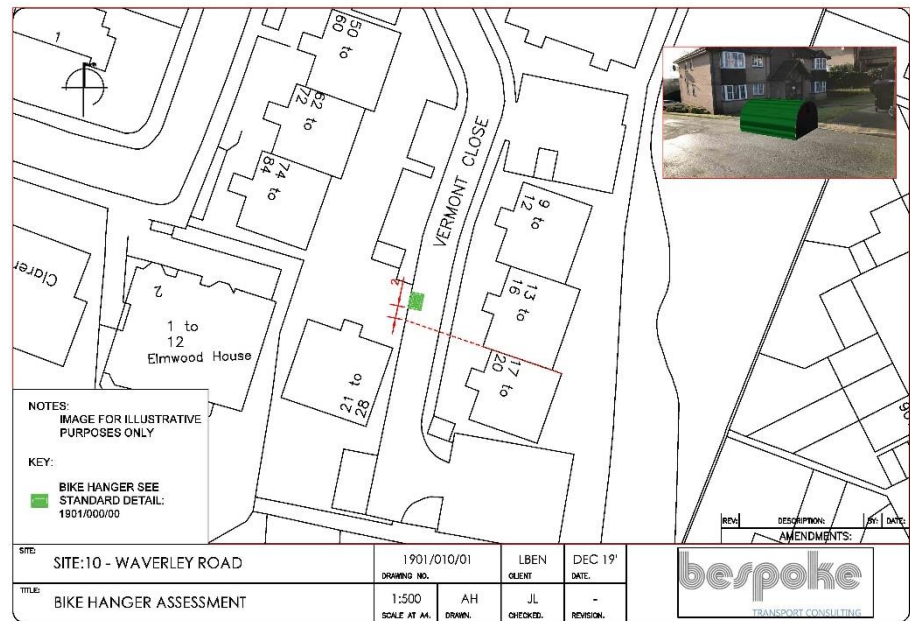 1
50 to
60
62 to
72
74 to
84
VERMONT CLOSE
9 to
12
13 to
16
17 to
20
21 to
28
2
1 to
12
Elmwood House
Claren
2
NOTES:
IMAGE FOR ILLUSTRATIVE
PURPOSES ONLY
KEY:
BIKE HANGER SEE
STANDARD DETAIL:
1901/000/00
REV: DESCRIPTION: BY: DATE:
AMENDMENTS:
SITE:
SITE:10 - WAVERLEY ROAD
1901/010/01
DRAWING NO.
LBEN
CLIENT
DEC 19'
DATE.
TITLE:
BIKE HANGER ASSESSMENT
1:500
SCALE AT A4.
AH
DRAWN.
JL
CHECKED.
-
REVISION.
bespoke
TRANSPORT CONSULTING